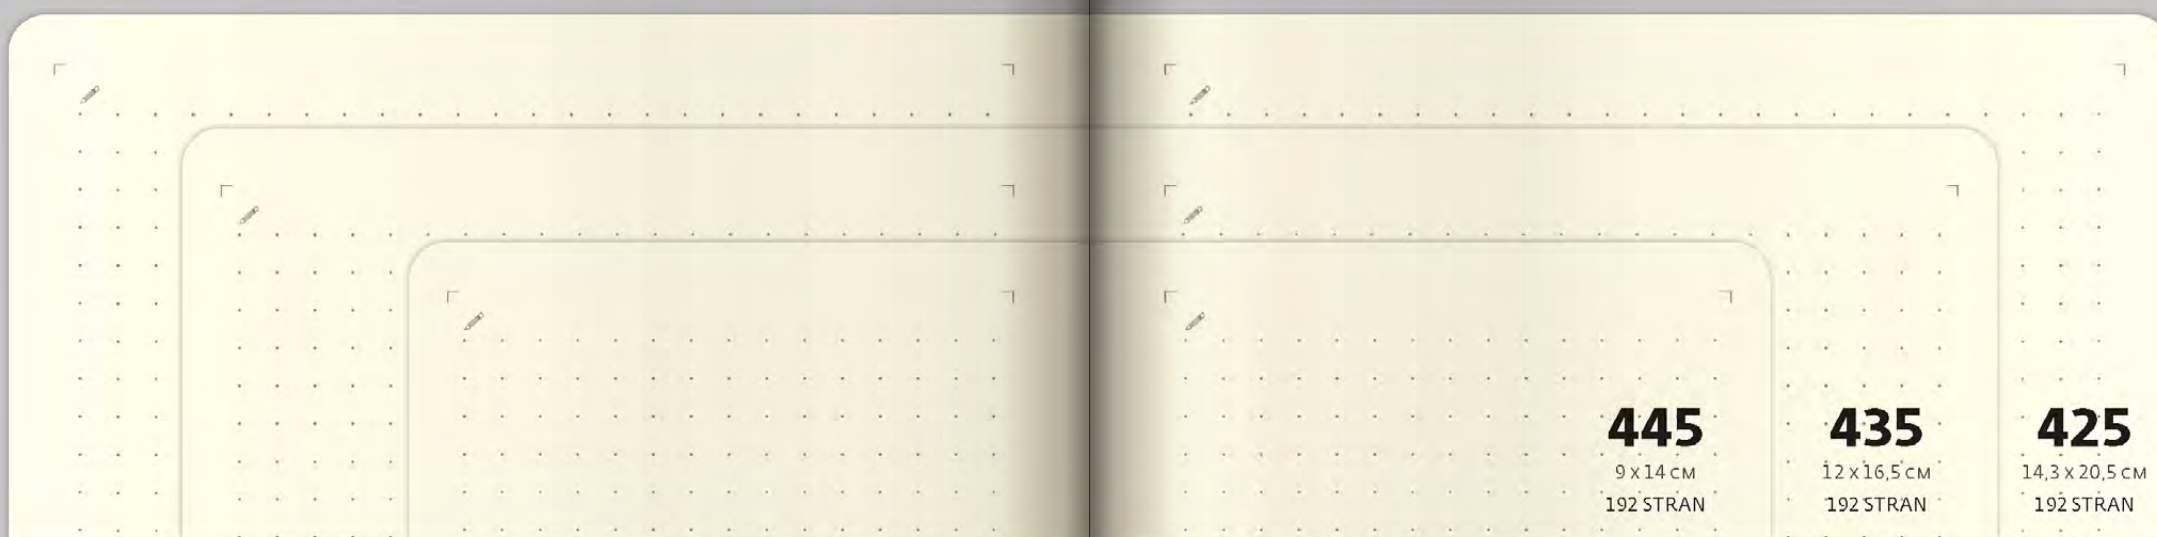 445
9 x 14 CM
192 STRAN
435
12 x 16,5 CM
192 STRAN
425
14,3 x 20,5 CM
192 STRAN